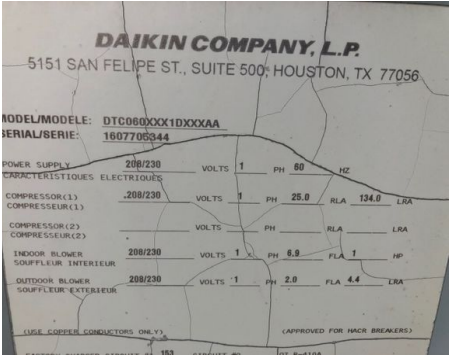 DAIKIN COMPANY, L.P.
5151 SAN FELIPE ST., SUITE 500, HOUSTON, TX 77056
MODEL/MODELE: DTC060XXX1DXXXAA
SERIAL/SERIE: 1607705344
POWER SUPPLY 208/230 VOLTS 1 PH 60 HZ
CARACTERISTIQUES ELECTRIQUES
COMPRESSOR(1) 208/230 VOLTS 1 PH 25.0 RLA 134.0 LRA
COMPRESSEUR(1)
COMPRESSOR(2) VOLTS PH RLA LRA
COMPRESSEUR(2)
INDOOR BLOWER 208/230 VOLTS 1 PH 6.9 FLA 1 HP
SOUFFLEUR INTERIEUR
OUTDOOR BLOWER 208/230 VOLTS 1 PH 2.0 FLA 4.4 LRA
SOUFFLEUR EXTERIEUR
(USE COPPER CONDUCTORS ONLY) (APPROVED FOR HACR BREAKERS)
153